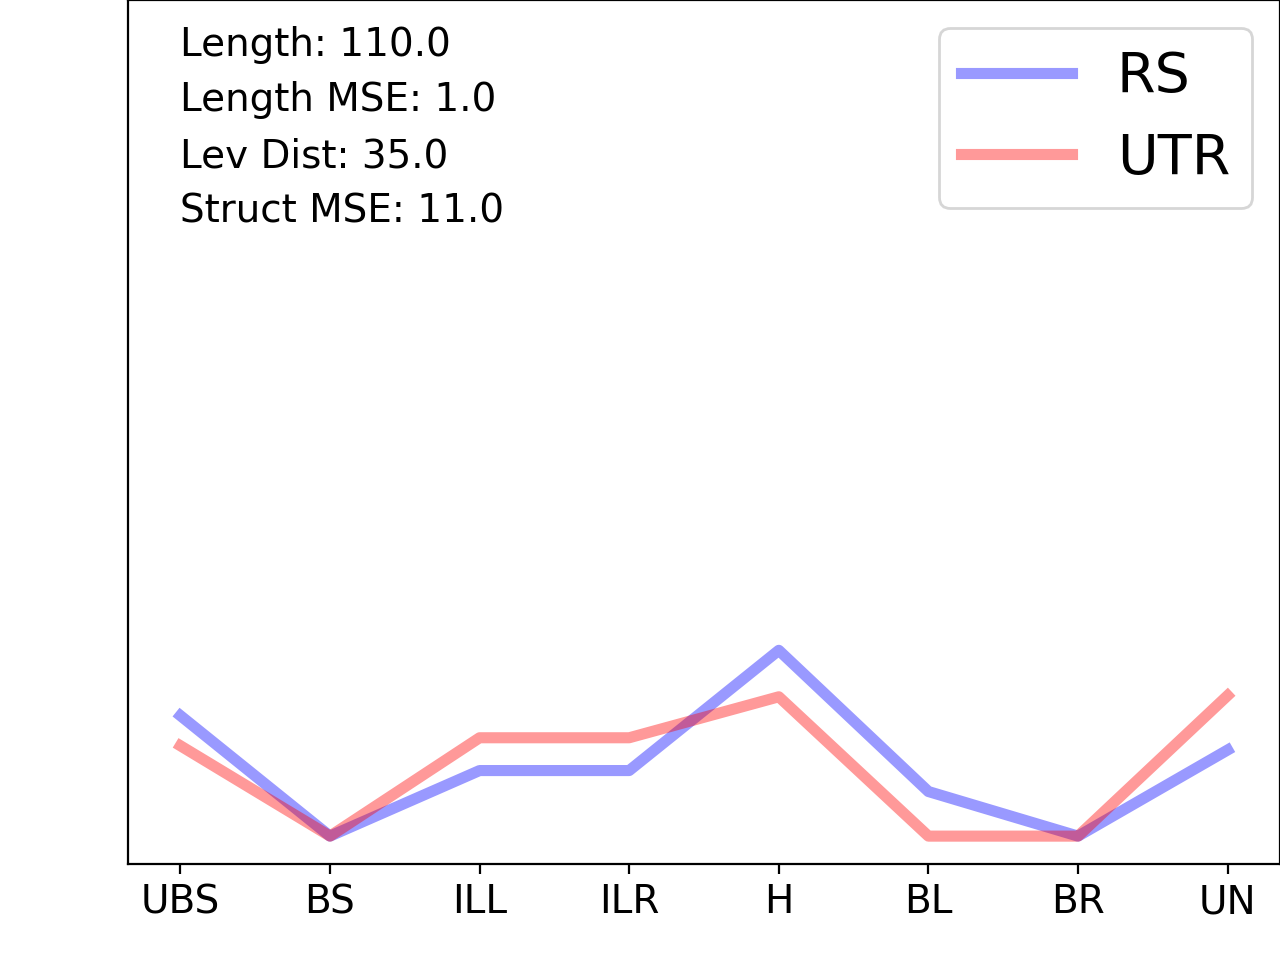 Length: 110.0
Length MSE: 1.0
Lev Dist: 35.0
Struct MSE: 11.0
RS
UTR
UBS BS ILL ILR H BL BR UN